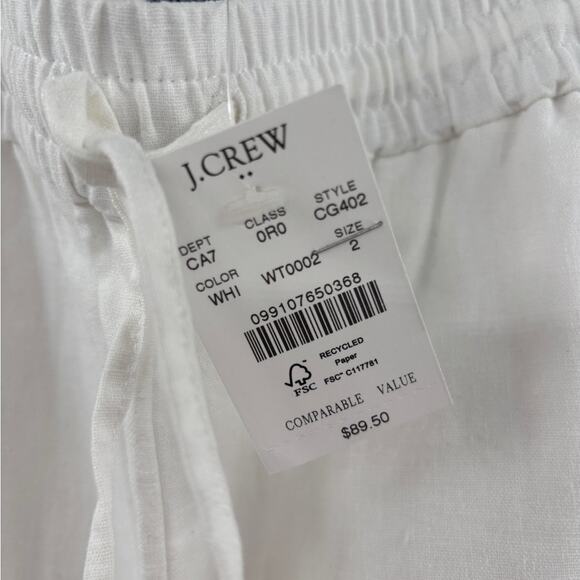 J.CREW
DEPT CLASS STYLE
CA7 0R0 CG402
COLOR SIZE
WHI WT0002 2
099107650368
RECYCLED
Paper
FSC™ C117781
FSC
COMPARABLE VALUE
$89.50